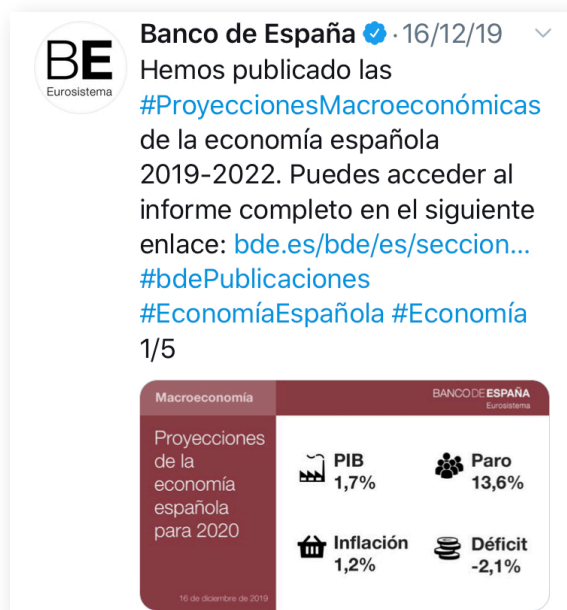 BE
Eurosistema
Banco de España · 16/12/19
Hemos publicado las
#ProyeccionesMacroeconómicas
de la economía española
2019-2022. Puedes acceder al
informe completo en el siguiente
enlace: bde.es/bde/es/seccion...
#bdePublicaciones
#EconomíaEspañola #Economía
1/5
Macroeconomía
BANCODEESPAÑA
Eurosistema
Proyecciones
de la
economía
española
para 2020
16 de diciembre de 2019
PIB
1,7%
Paro
13,6%
Inflación
1,2%
Déficit
-2,1%